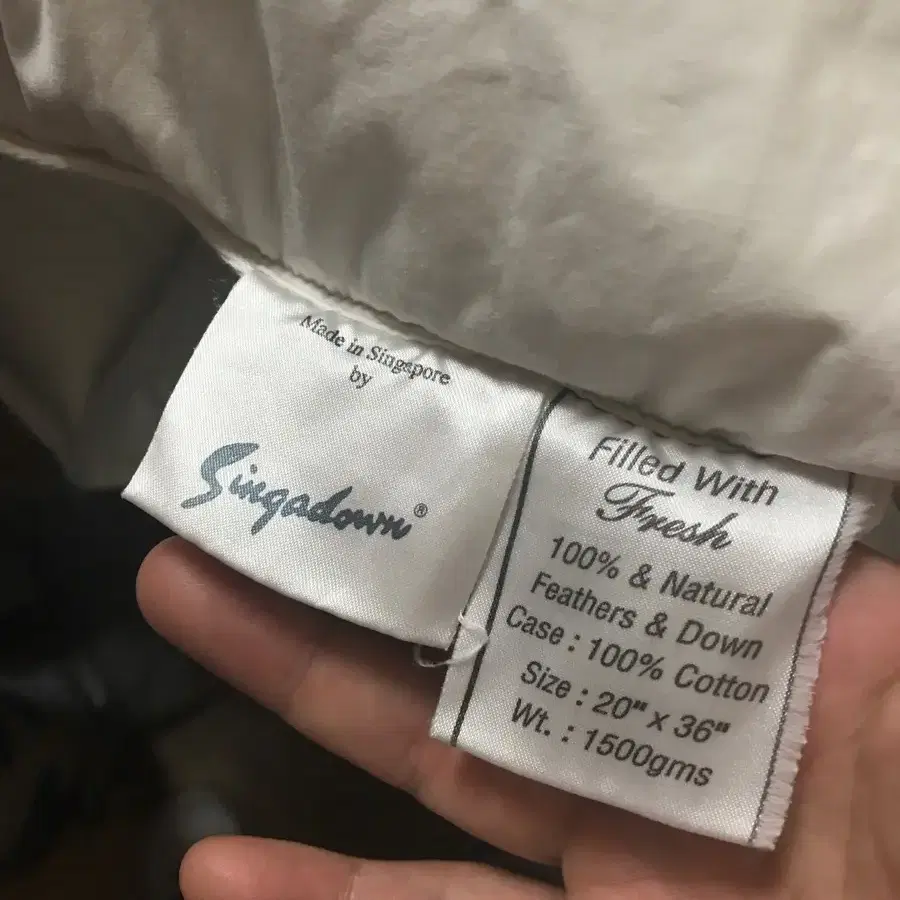 Made in Singapore
by
Singadown®
Filled With
Fresh
100% & Natural
Feathers & Down
Case : 100% Cotton
Size : 20" x 36"
Wt. : 1500gms